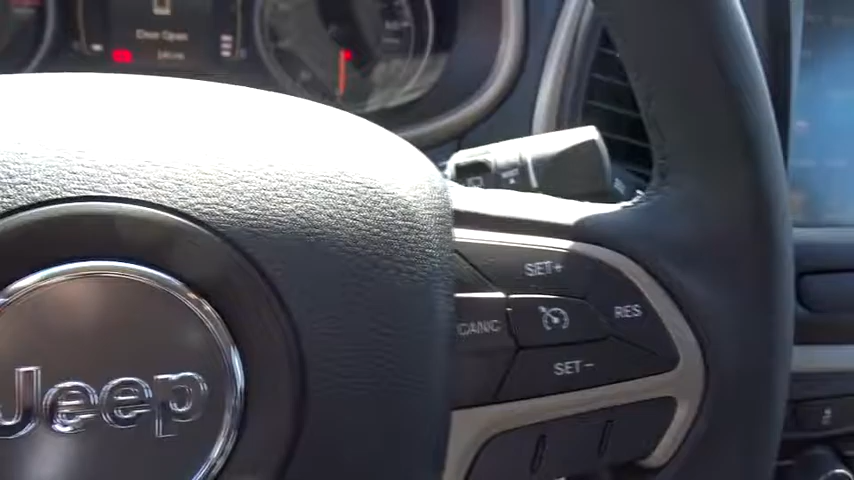 Door Open
SET+
CANC
RES
SET−
Jeep